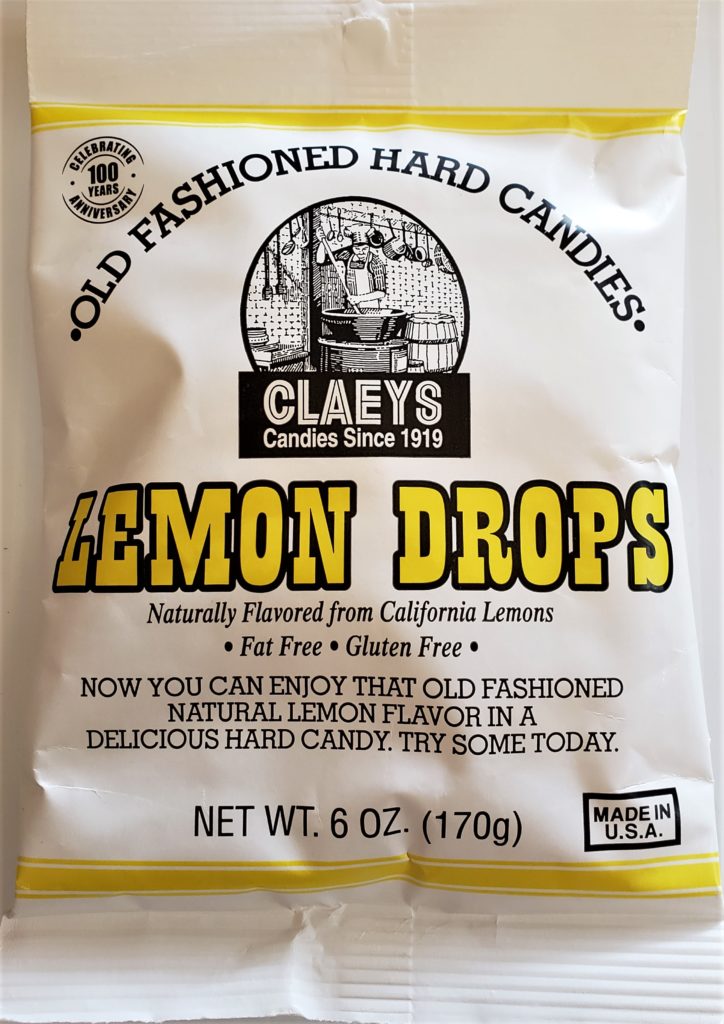 CELEBRATING
100
YEARS
ANNIVERSARY
•OLD FASHIONED HARD CANDIES•
CLAEYS
Candies Since 1919
LEMON DROPS
Naturally Flavored from California Lemons
• Fat Free • Gluten Free •
NOW YOU CAN ENJOY THAT OLD FASHIONED
NATURAL LEMON FLAVOR IN A
DELICIOUS HARD CANDY. TRY SOME TODAY.
NET WT. 6 OZ. (170g)
MADE IN
U.S.A.